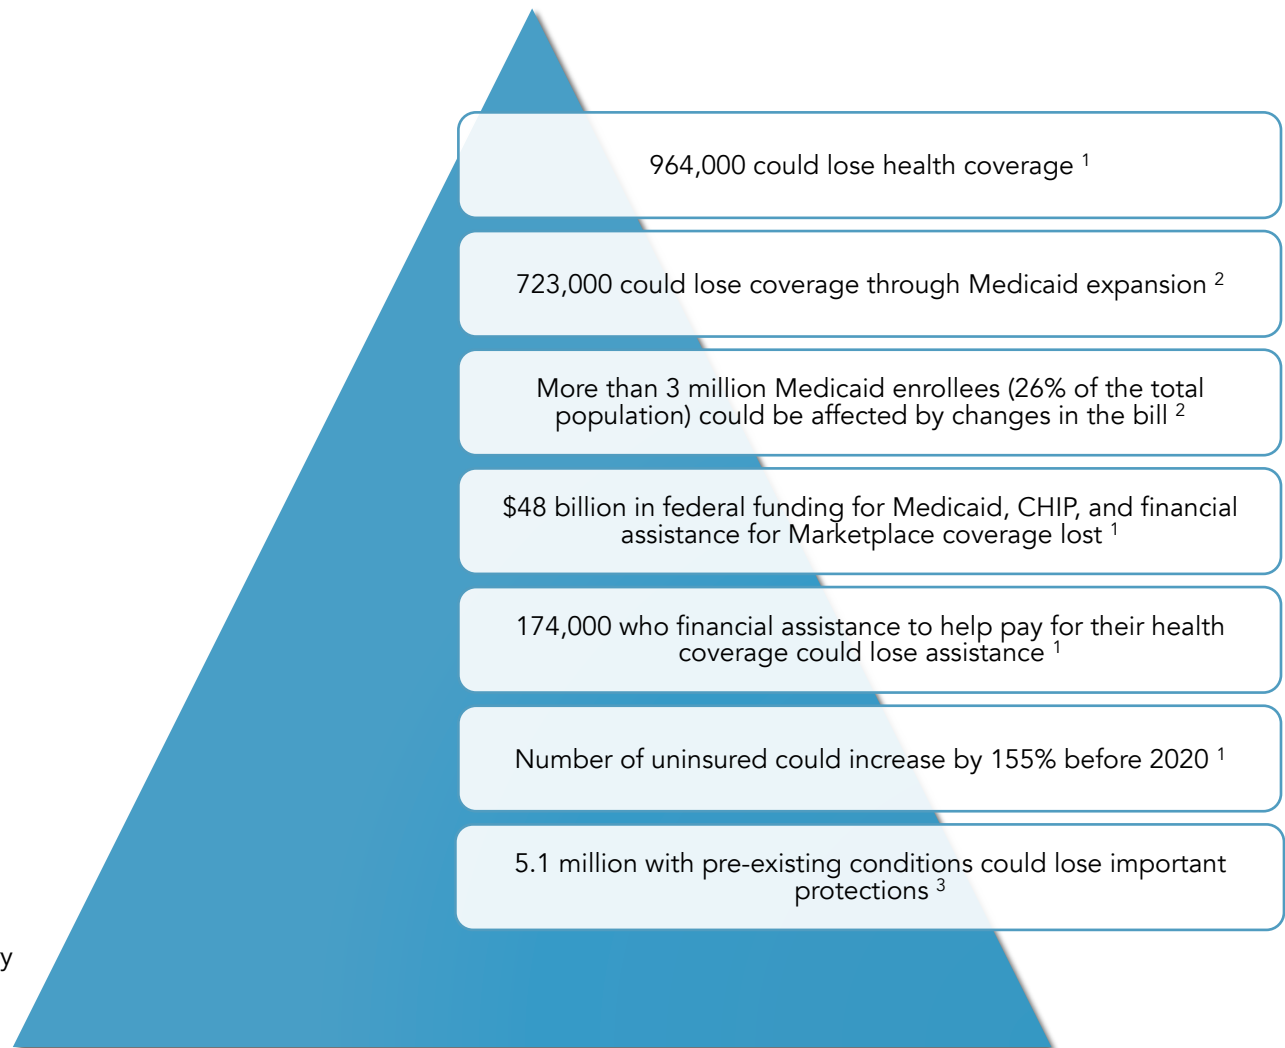 964,000 could lose health coverage 1
723,000 could lose coverage through Medicaid expansion 2
More than 3 million Medicaid enrollees (26% of the total
population) could be affected by changes in the bill 2
$48 billion in federal funding for Medicaid, CHIP, and financial
assistance for Marketplace coverage lost 1
174,000 who financial assistance to help pay for their health
coverage could lose assistance 1
Number of uninsured could increase by 155% before 2020 1
5.1 million with pre-existing conditions could lose important
protections 3
y